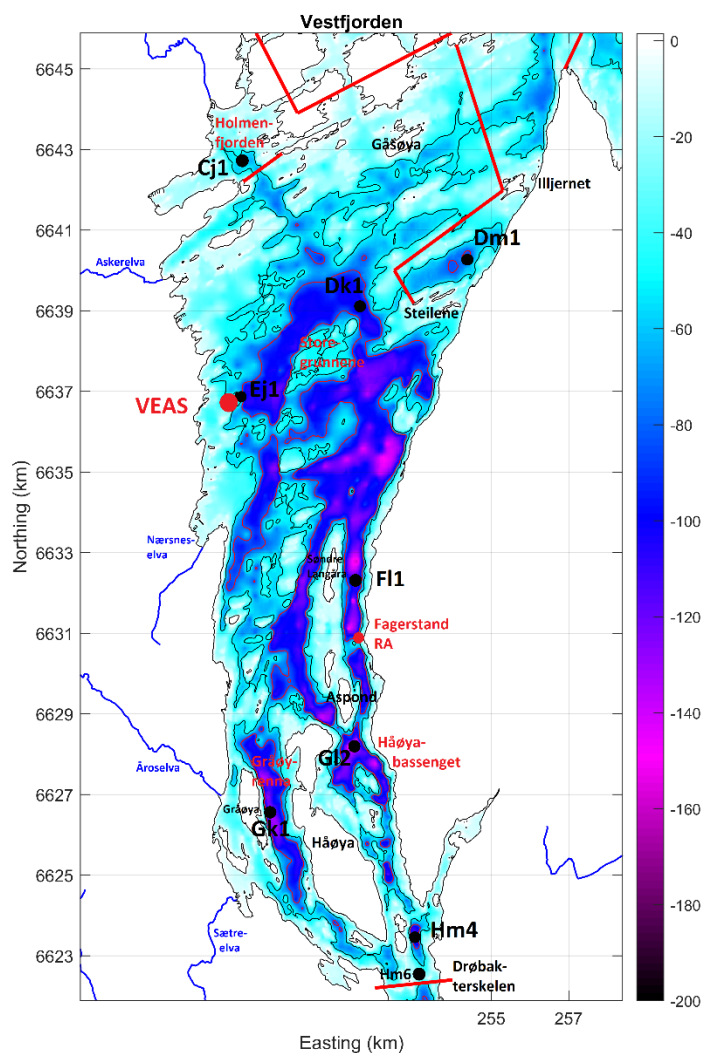 Vestfjorden
6645
Holmen-
fjorden
Gåsøya
6643
Cj1
Illjernet
6641
Dm1
Askerelva
Dk1
Steilene
6639
Store-
grunnene
6637
Ej1
VEAS
6635
Nærsnes-
elva
6633
Søndre
Langåra
Fl1
Fagerstand
RA
6631
Aspond
6629
Gl2
Håøya-
bassenget
Gråøy-
renna
Åroselva
6627
Gråøya
Gk1
Håøya
6625
Sætre-
elva
Hm4
6623
Hm6
Drøbak-
terskelen
255
257
Easting (km)
Northing (km)
0
-20
-40
-60
-80
-100
-120
-140
-160
-180
-200